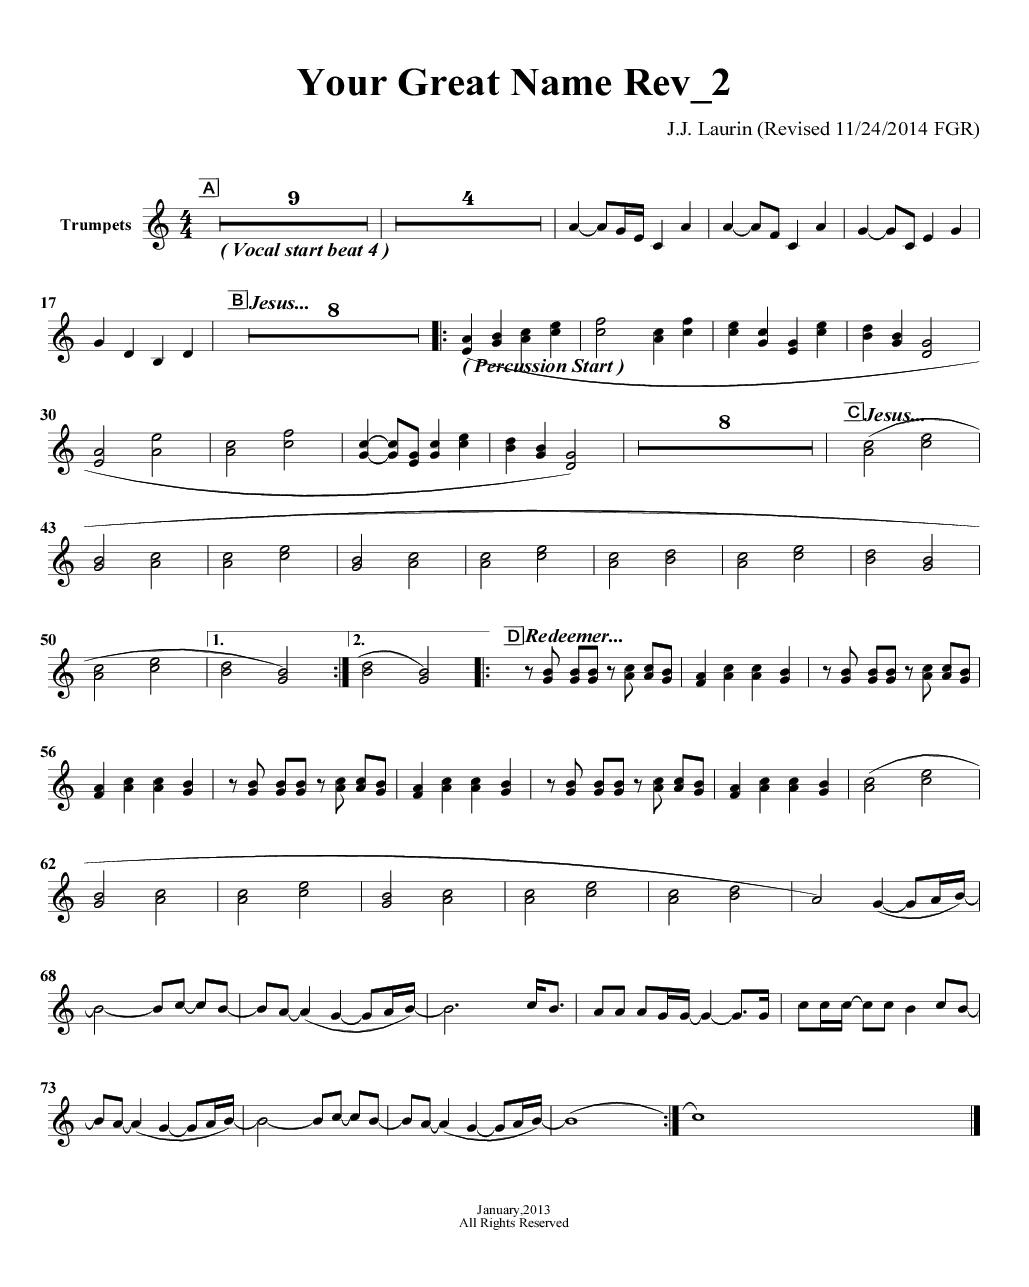 Your Great Name Rev_2
J.J. Laurin (Revised 11/24/2014 FGR)
A
9
4
Trumpets
( Vocal start beat 4 )
17
B
Jesus...
8
( Percussion Start )
30
8
C
Jesus...
43
50
1.
2.
D
Redeemer...
56
62
68
73
January,2013
All Rights Reserved